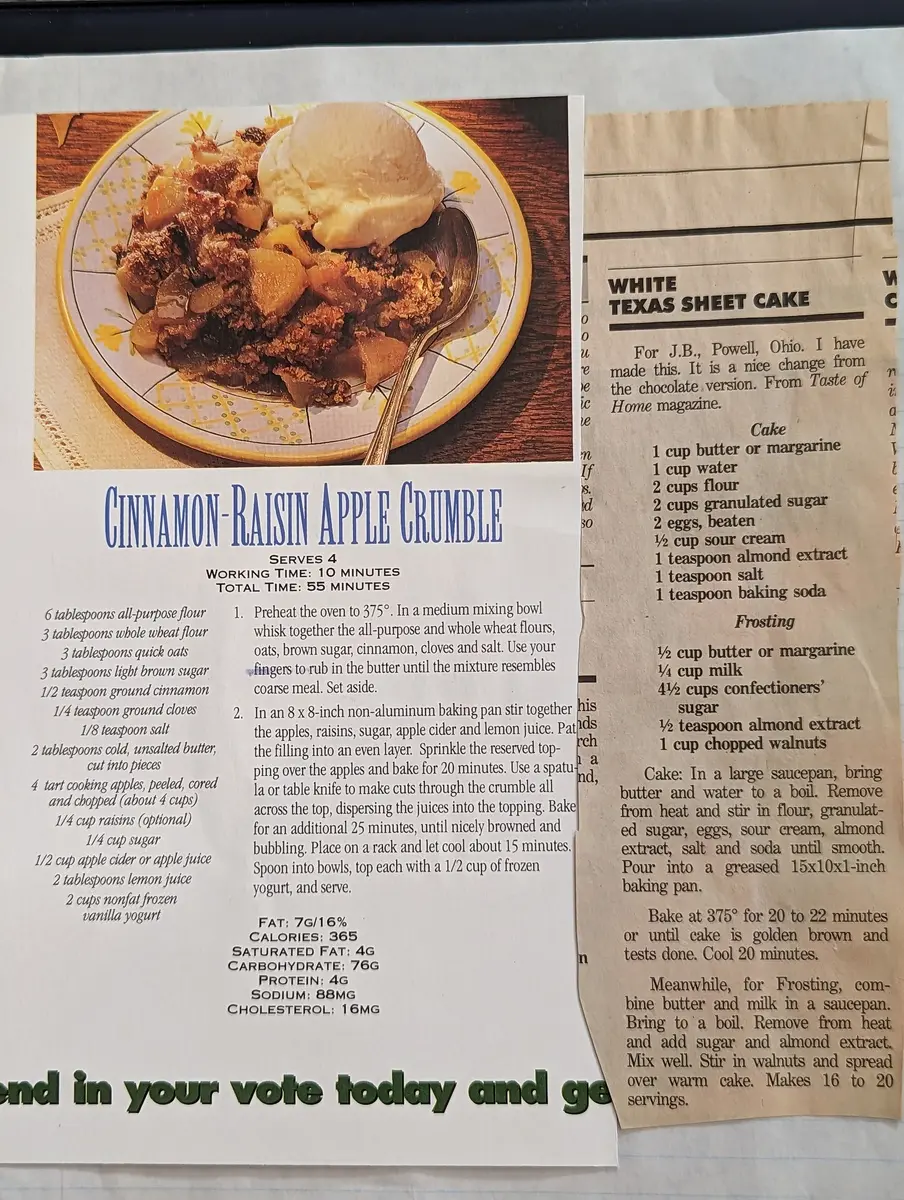 CINNAMON-RAISIN APPLE CRUMBLE
SERVES 4
WORKING TIME: 10 MINUTES
TOTAL TIME: 55 MINUTES
6 tablespoons all-purpose flour
3 tablespoons whole wheat flour
3 tablespoons quick oats
3 tablespoons light brown sugar
1/2 teaspoon ground cinnamon
1/4 teaspoon ground cloves
1/8 teaspoon salt
2 tablespoons cold, unsalted butter,
cut into pieces
4 tart cooking apples, peeled, cored
and chopped (about 4 cups)
1/4 cup raisins (optional)
1/4 cup sugar
1/2 cup apple cider or apple juice
2 tablespoons lemon juice
2 cups nonfat frozen
vanilla yogurt
1. Preheat the oven to 375°. In a medium mixing bowl
whisk together the all-purpose and whole wheat flours,
oats, brown sugar, cinnamon, cloves and salt. Use your
fingers to rub in the butter until the mixture resembles
coarse meal. Set aside.
2. In an 8 x 8-inch non-aluminum baking pan stir together
the apples, raisins, sugar, apple cider and lemon juice. Pat
the filling into an even layer. Sprinkle the reserved top-
ping over the apples and bake for 20 minutes. Use a spatu-
la or table knife to make cuts through the crumble all
across the top, dispersing the juices into the topping. Bake
for an additional 25 minutes, until nicely browned and
bubbling. Place on a rack and let cool about 15 minutes.
Spoon into bowls, top each with a 1/2 cup of frozen
yogurt, and serve.
FAT: 7G/16%
CALORIES: 365
SATURATED FAT: 4G
CARBOHYDRATE: 76G
PROTEIN: 4G
SODIUM: 88MG
CHOLESTEROL: 16MG
end in your vote today and ge
WHITE
TEXAS SHEET CAKE
For J.B., Powell, Ohio. I have
made this. It is a nice change from
the chocolate version. From Taste of
Home magazine.
Cake
1 cup butter or margarine
1 cup water
2 cups flour
2 cups granulated sugar
2 eggs, beaten
½ cup sour cream
1 teaspoon almond extract
1 teaspoon salt
1 teaspoon baking soda
Frosting
½ cup butter or margarine
¼ cup milk
4½ cups confectioners'
sugar
½ teaspoon almond extract
1 cup chopped walnuts
Cake: In a large saucepan, bring
butter and water to a boil. Remove
from heat and stir in flour, granulat-
ed sugar, eggs, sour cream, almond
extract, salt and soda until smooth.
Pour into a greased 15x10x1-inch
baking pan.
Bake at 375° for 20 to 22 minutes
or until cake is golden brown and
tests done. Cool 20 minutes.
Meanwhile, for Frosting, com-
bine butter and milk in a saucepan.
Bring to a boil. Remove from heat
and add sugar and almond extract.
Mix well. Stir in walnuts and spread
over warm cake. Makes 16 to 20
servings.